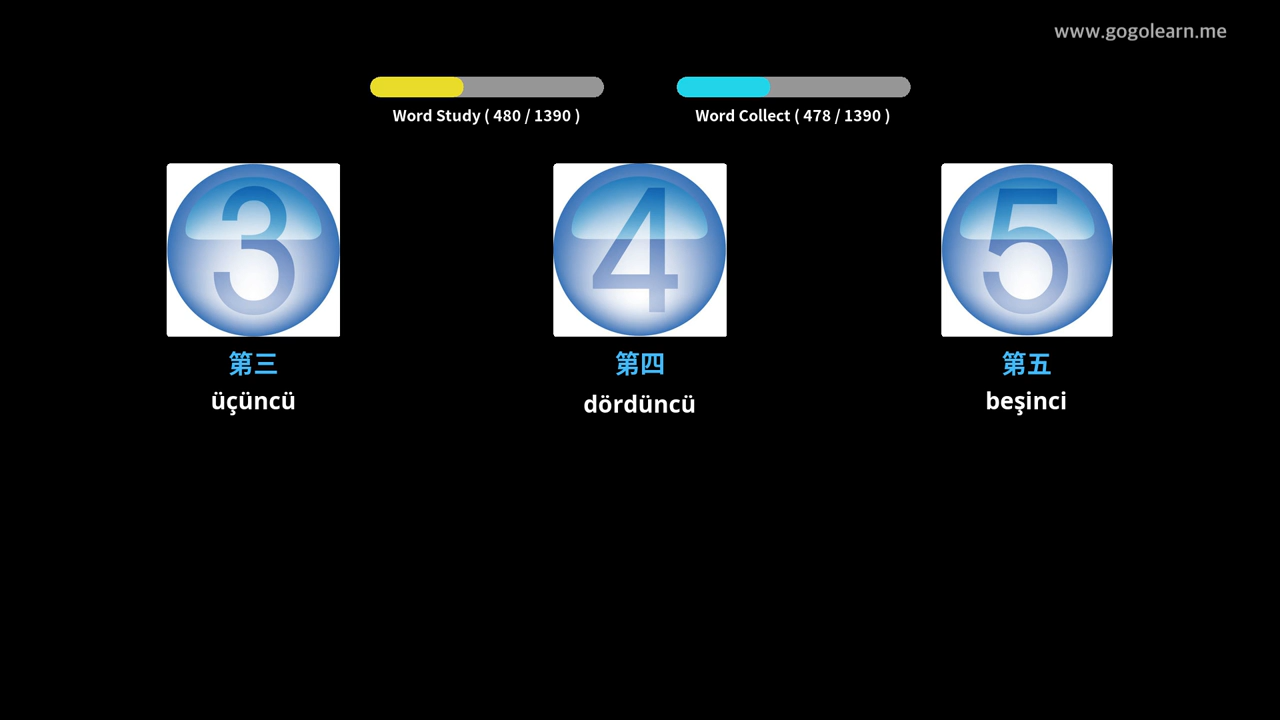 www.gogolearn.me
Word Study ( 480 / 1390 )
Word Collect ( 478 / 1390 )
3
4
5
第三
第四
第五
üçüncü
dördüncü
beşinci